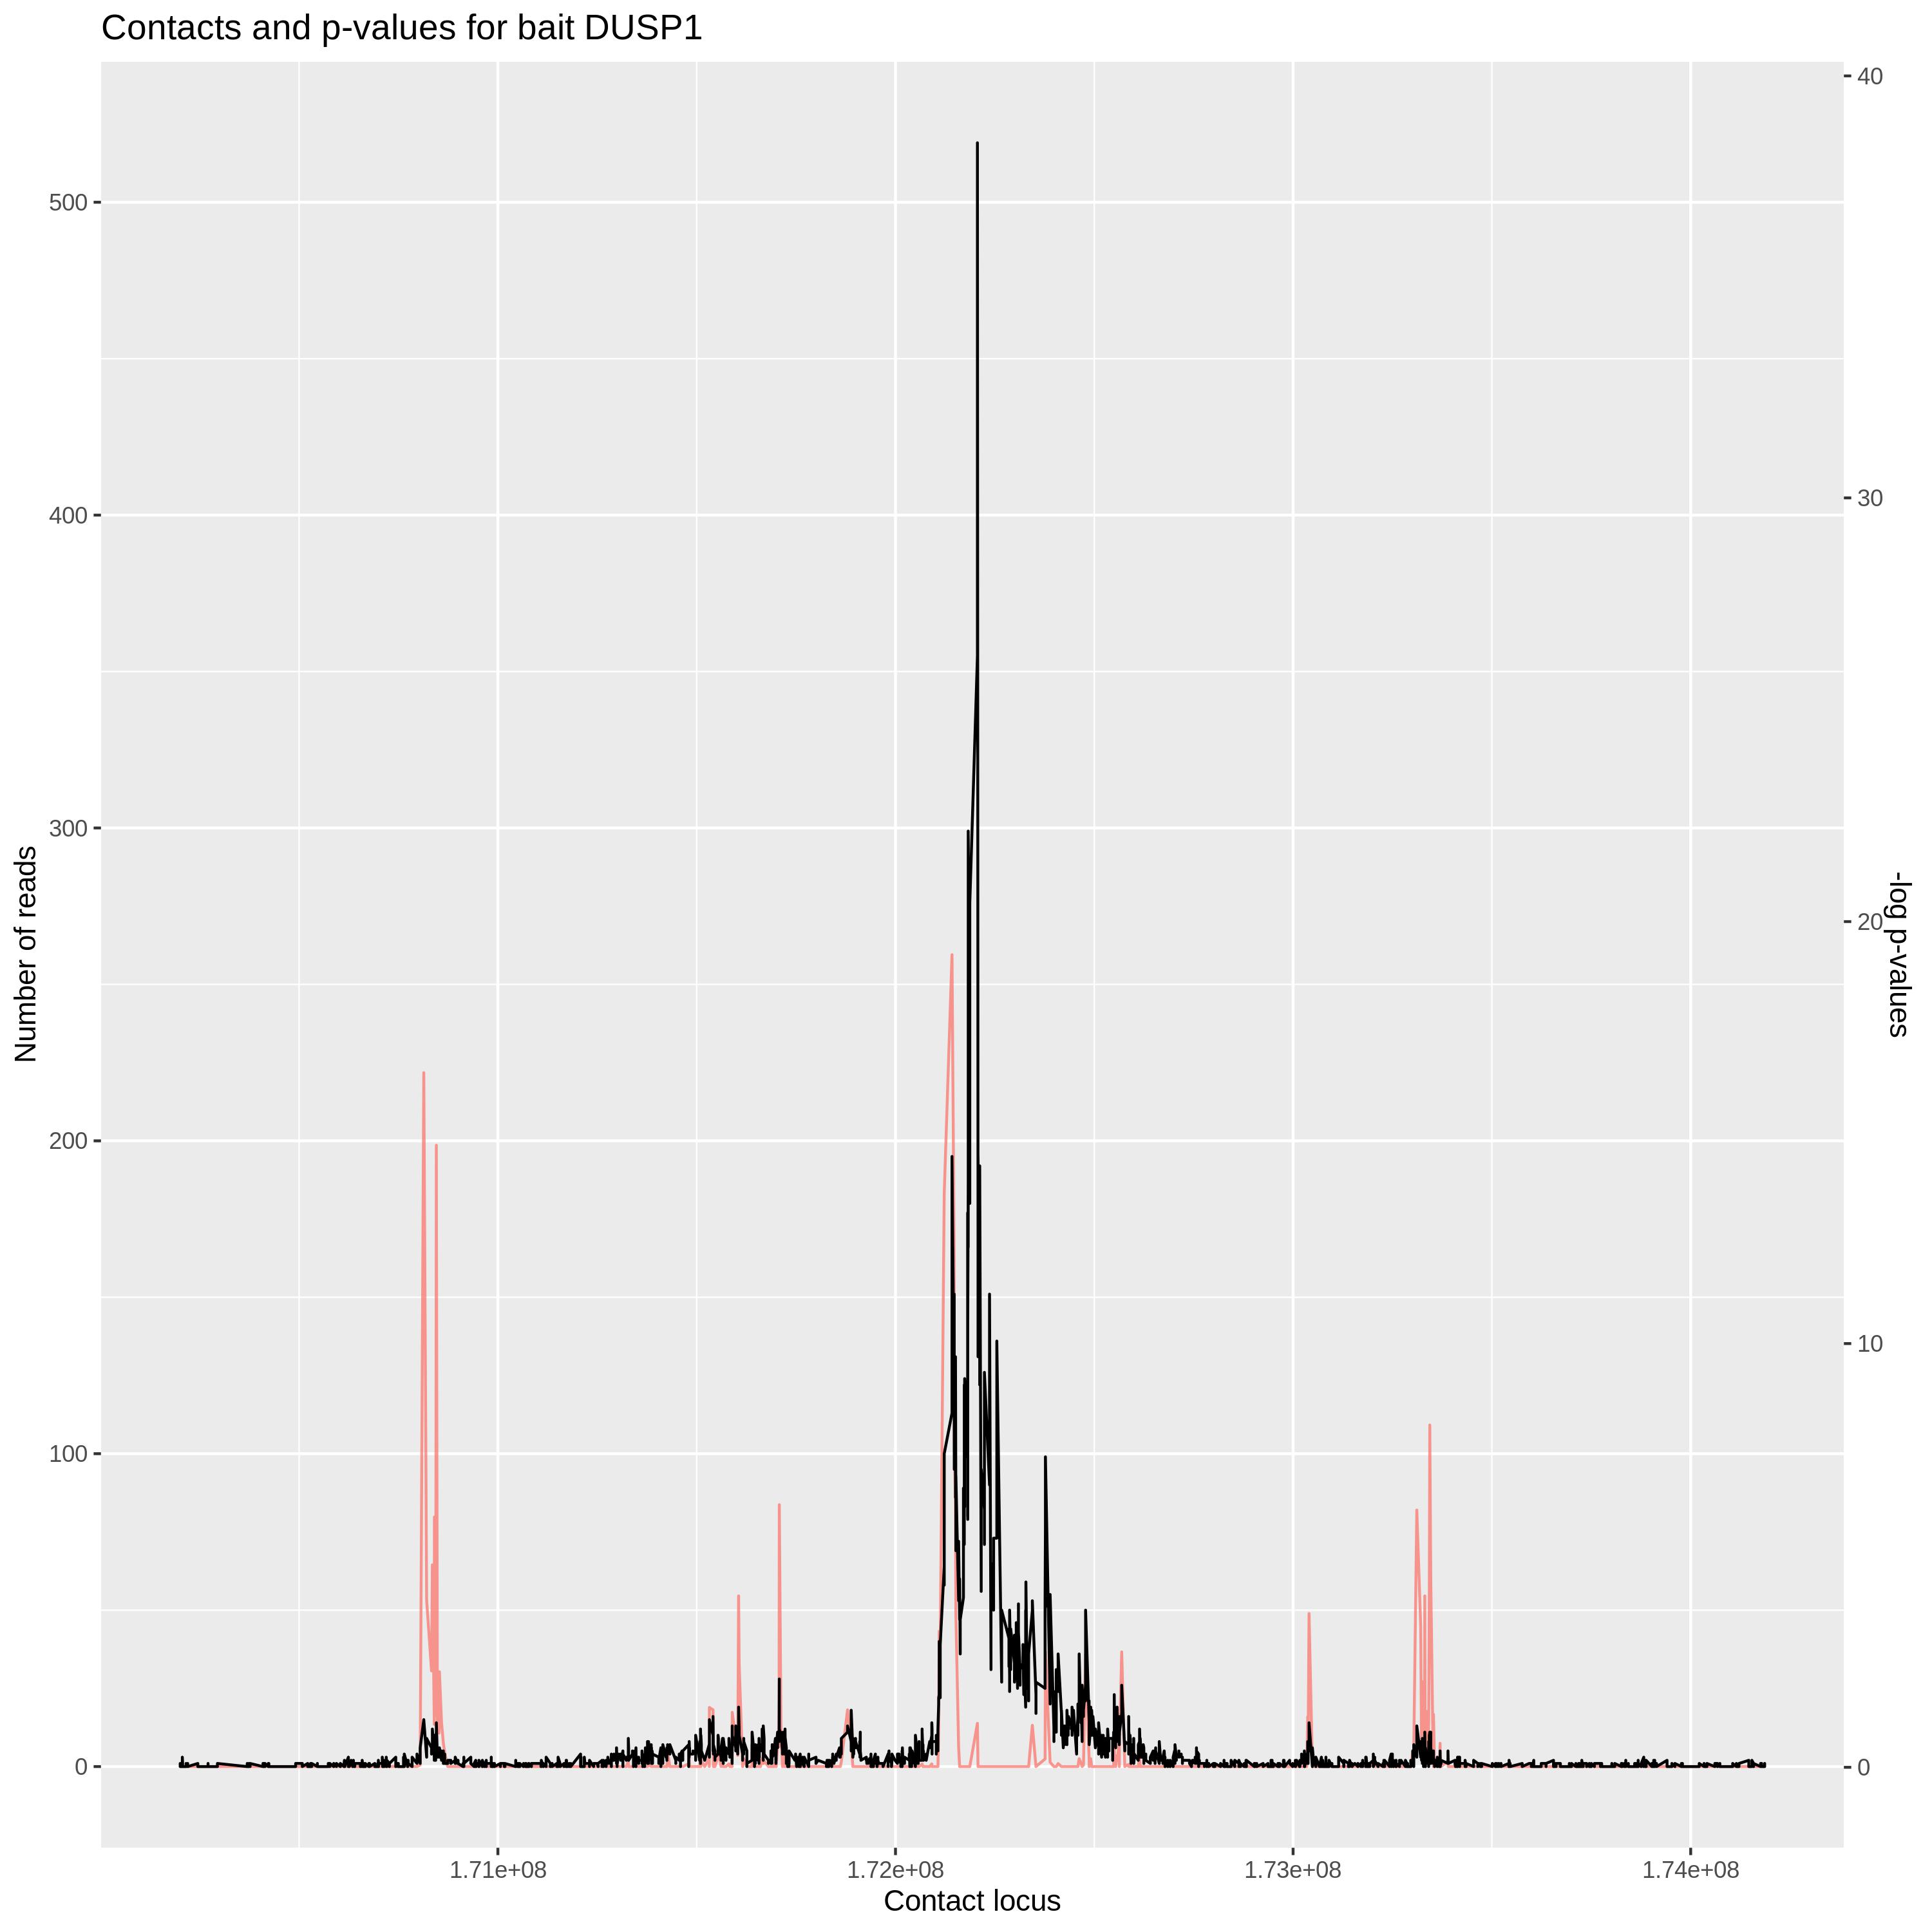 Contacts and p-values for bait DUSP1
Number of reads
500
400
300
200
100
0
40
30
20
10
0
-log p-values
1.71e+08
1.72e+08
1.73e+08
1.74e+08
Contact locus